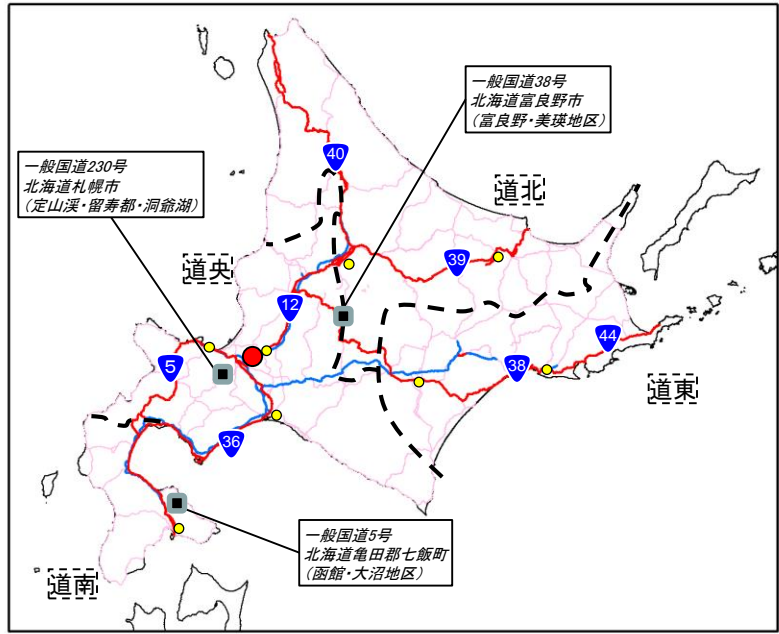 一般国道38号
北海道富良野市
(富良野・美瑛地区)
40
一般国道230号
北海道札幌市
(定山渓・留寿都・洞爺湖)
道北
道央
39
12
44
5
38
道東
36
一般国道5号
北海道亀田郡七飯町
(函館・大沼地区)
道南